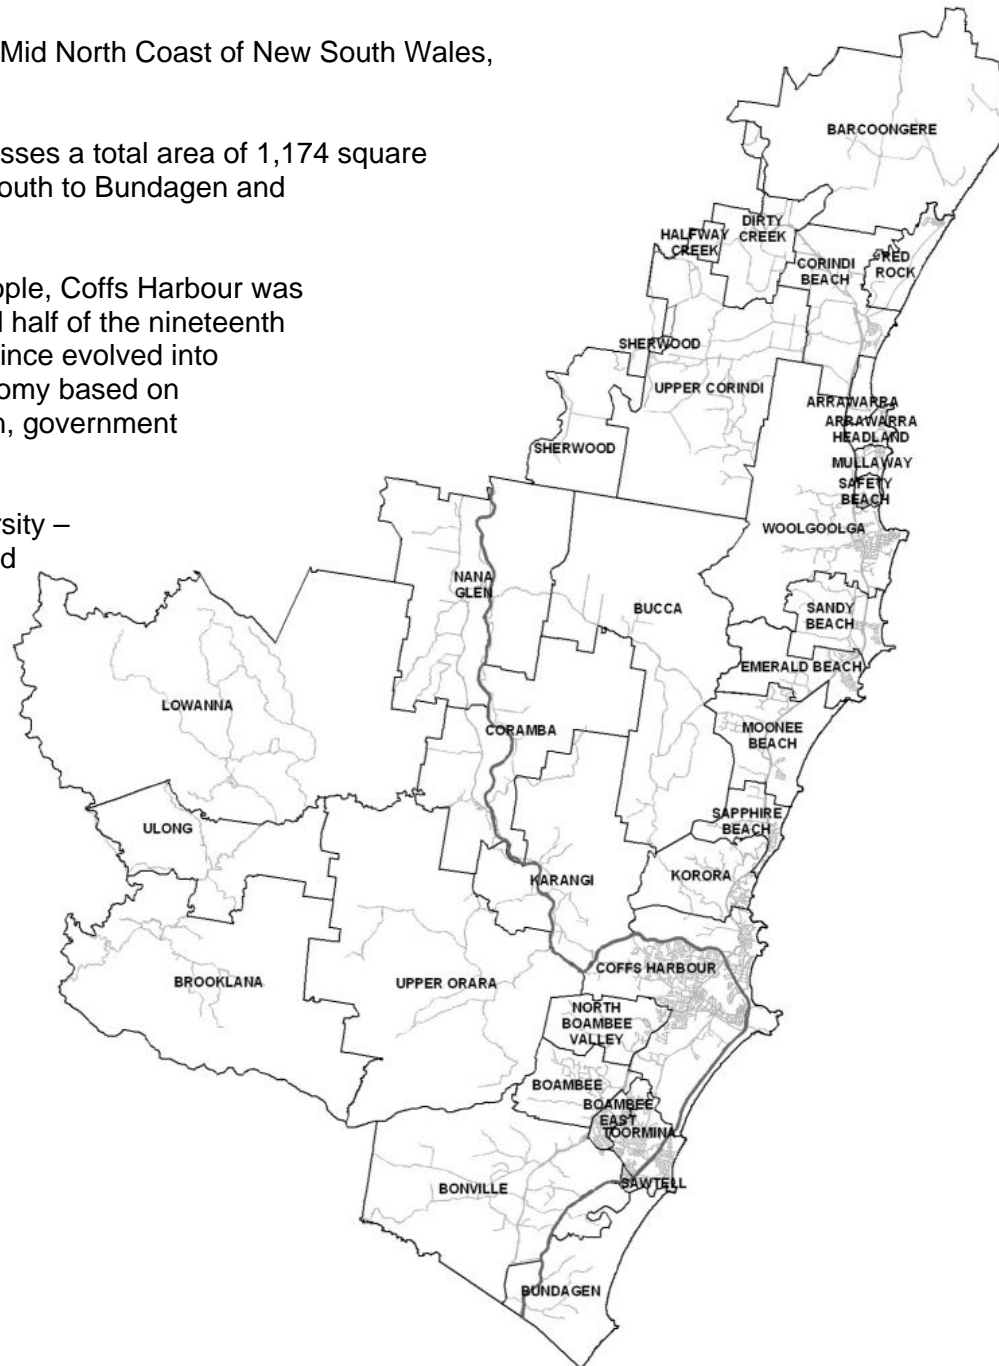 Mid North Coast of New South Wales,
sses a total area of 1,174 square
outh to Bundagen and
ople, Coffs Harbour was
l half of the nineteenth
ince evolved into
omy based on
n, government
rsity –
d
BARCOONGERE
DIRTY
CREEK
HALFWAY
CREEK
RED
ROCK
CORINDI
BEACH
SHERWOOD
UPPER CORINDI
ARRAWARRA
ARRAWARRA
HEADLAND
SHERWOOD
MULLAWAY
SAFETY
BEACH
WOOLGOOLGA
NANA
GLEN
BUCCA
SANDY
BEACH
EMERALD BEACH
LOWANNA
CORAMBA
MOONEE
BEACH
SAPPHIRE
BEACH
ULONG
KARANGI
KORORA
COFFS HARBOUR
BROOKLANA
UPPER ORARA
NORTH
BOAMBEE
VALLEY
BOAMBEE
BOAMBEE
EAST
TOORMINA
BONVILLE
SAWTELL
BUNDAGEN